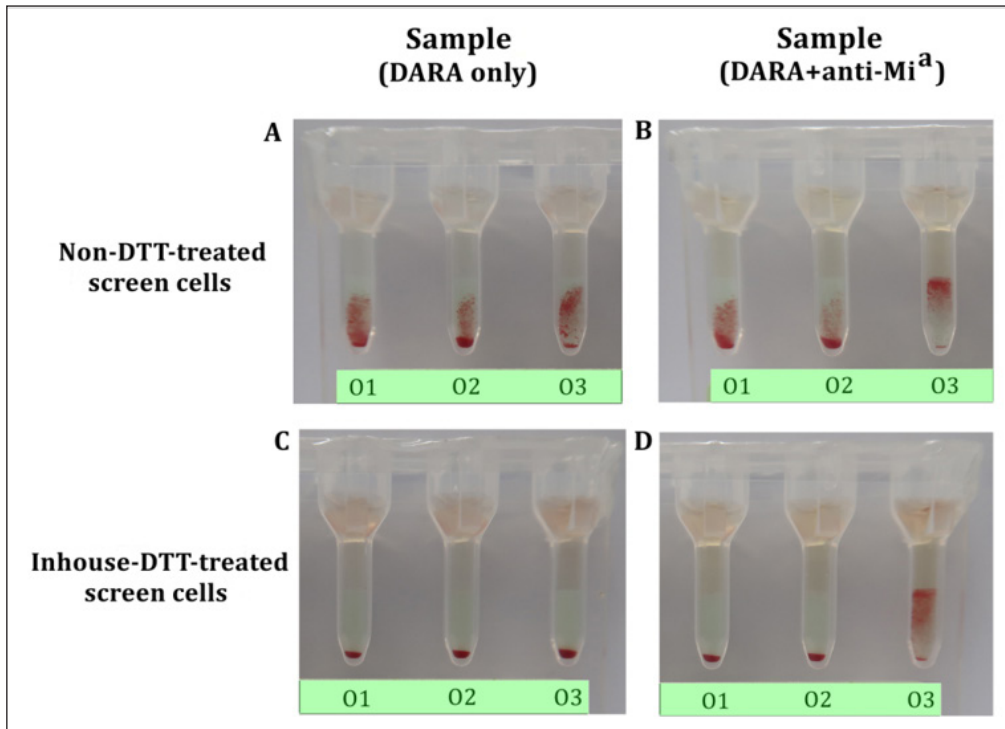 Sample
(DARA only)
Sample
(DARA+anti-Miᵃ)
A
B
Non-DTT-treated
screen cells
O1 O2 O3
O1 O2 O3
C
D
Inhouse-DTT-treated
screen cells
O1 O2 O3
O1 O2 O3